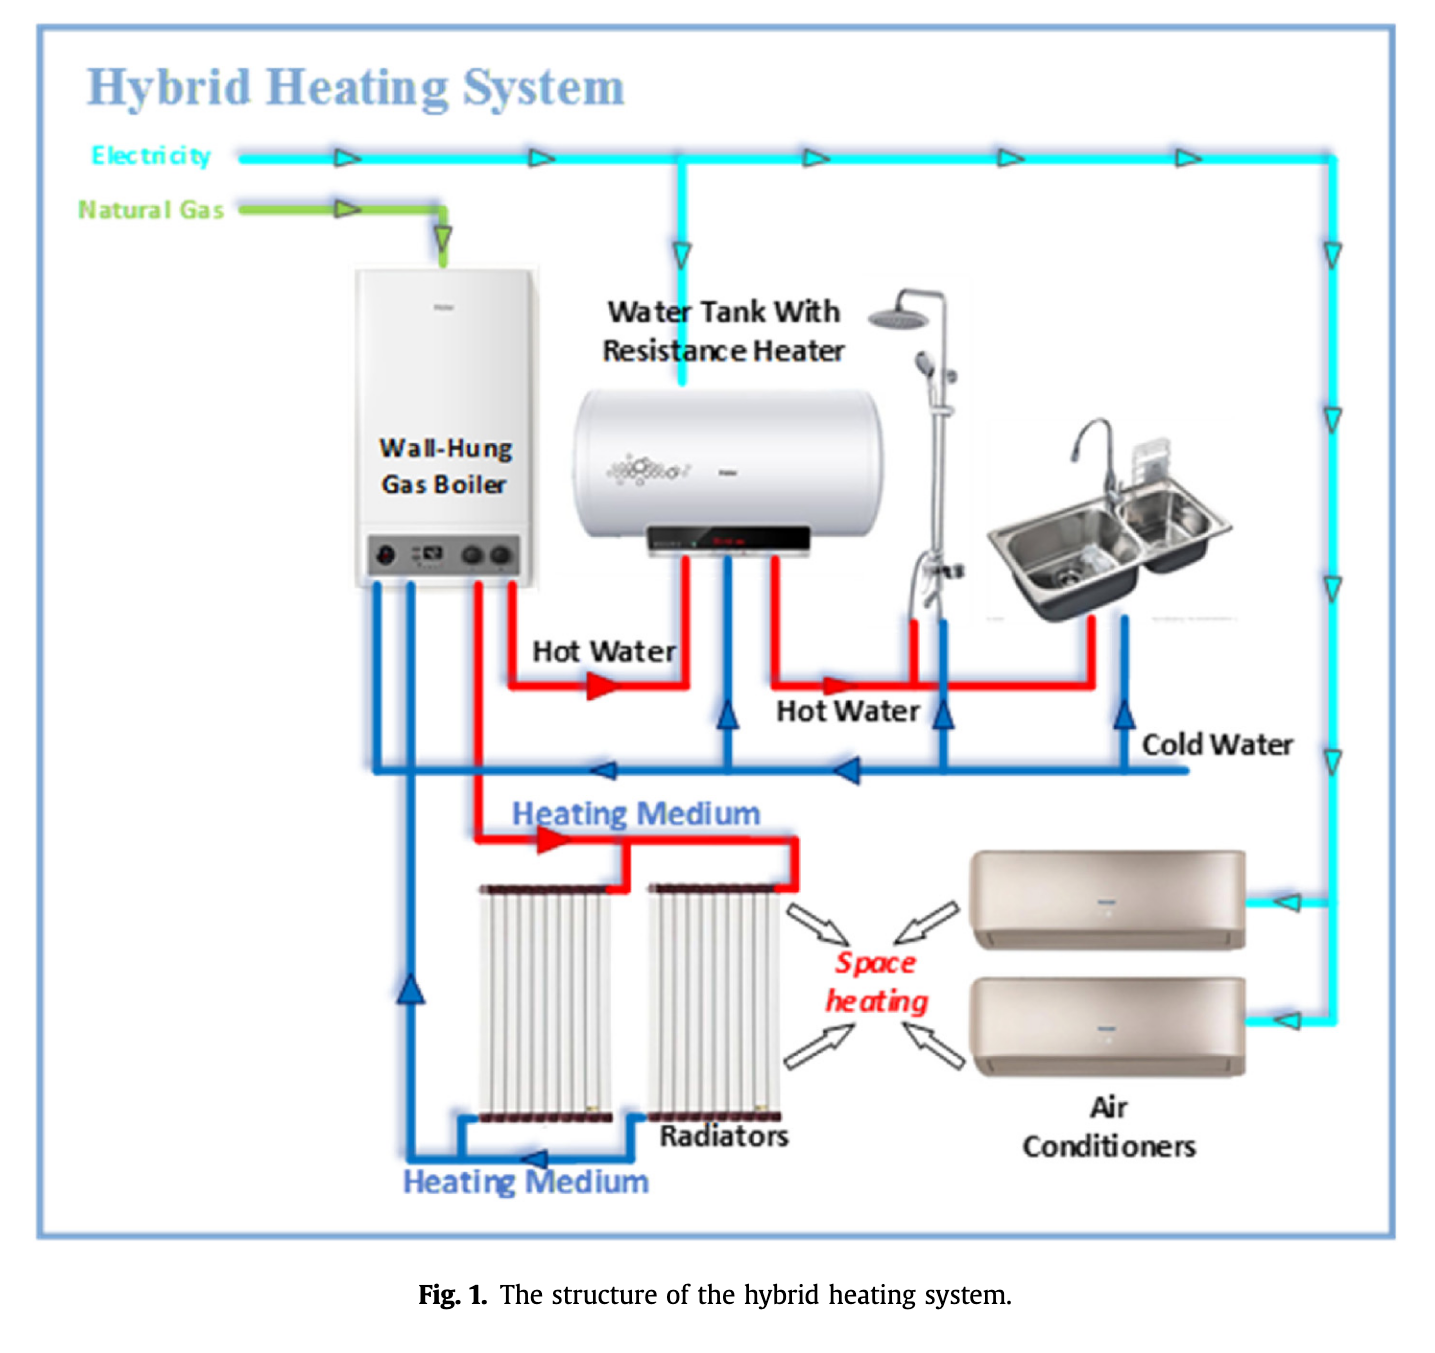 Hybrid Heating System
Electricity
Natural Gas
Water Tank With
Resistance Heater
Wall-Hung
Gas Boiler
Hot Water
Hot Water
Cold Water
Heating Medium
Space
heating
Radiators
Air
Conditioners
Heating Medium
Fig. 1. The structure of the hybrid heating system.